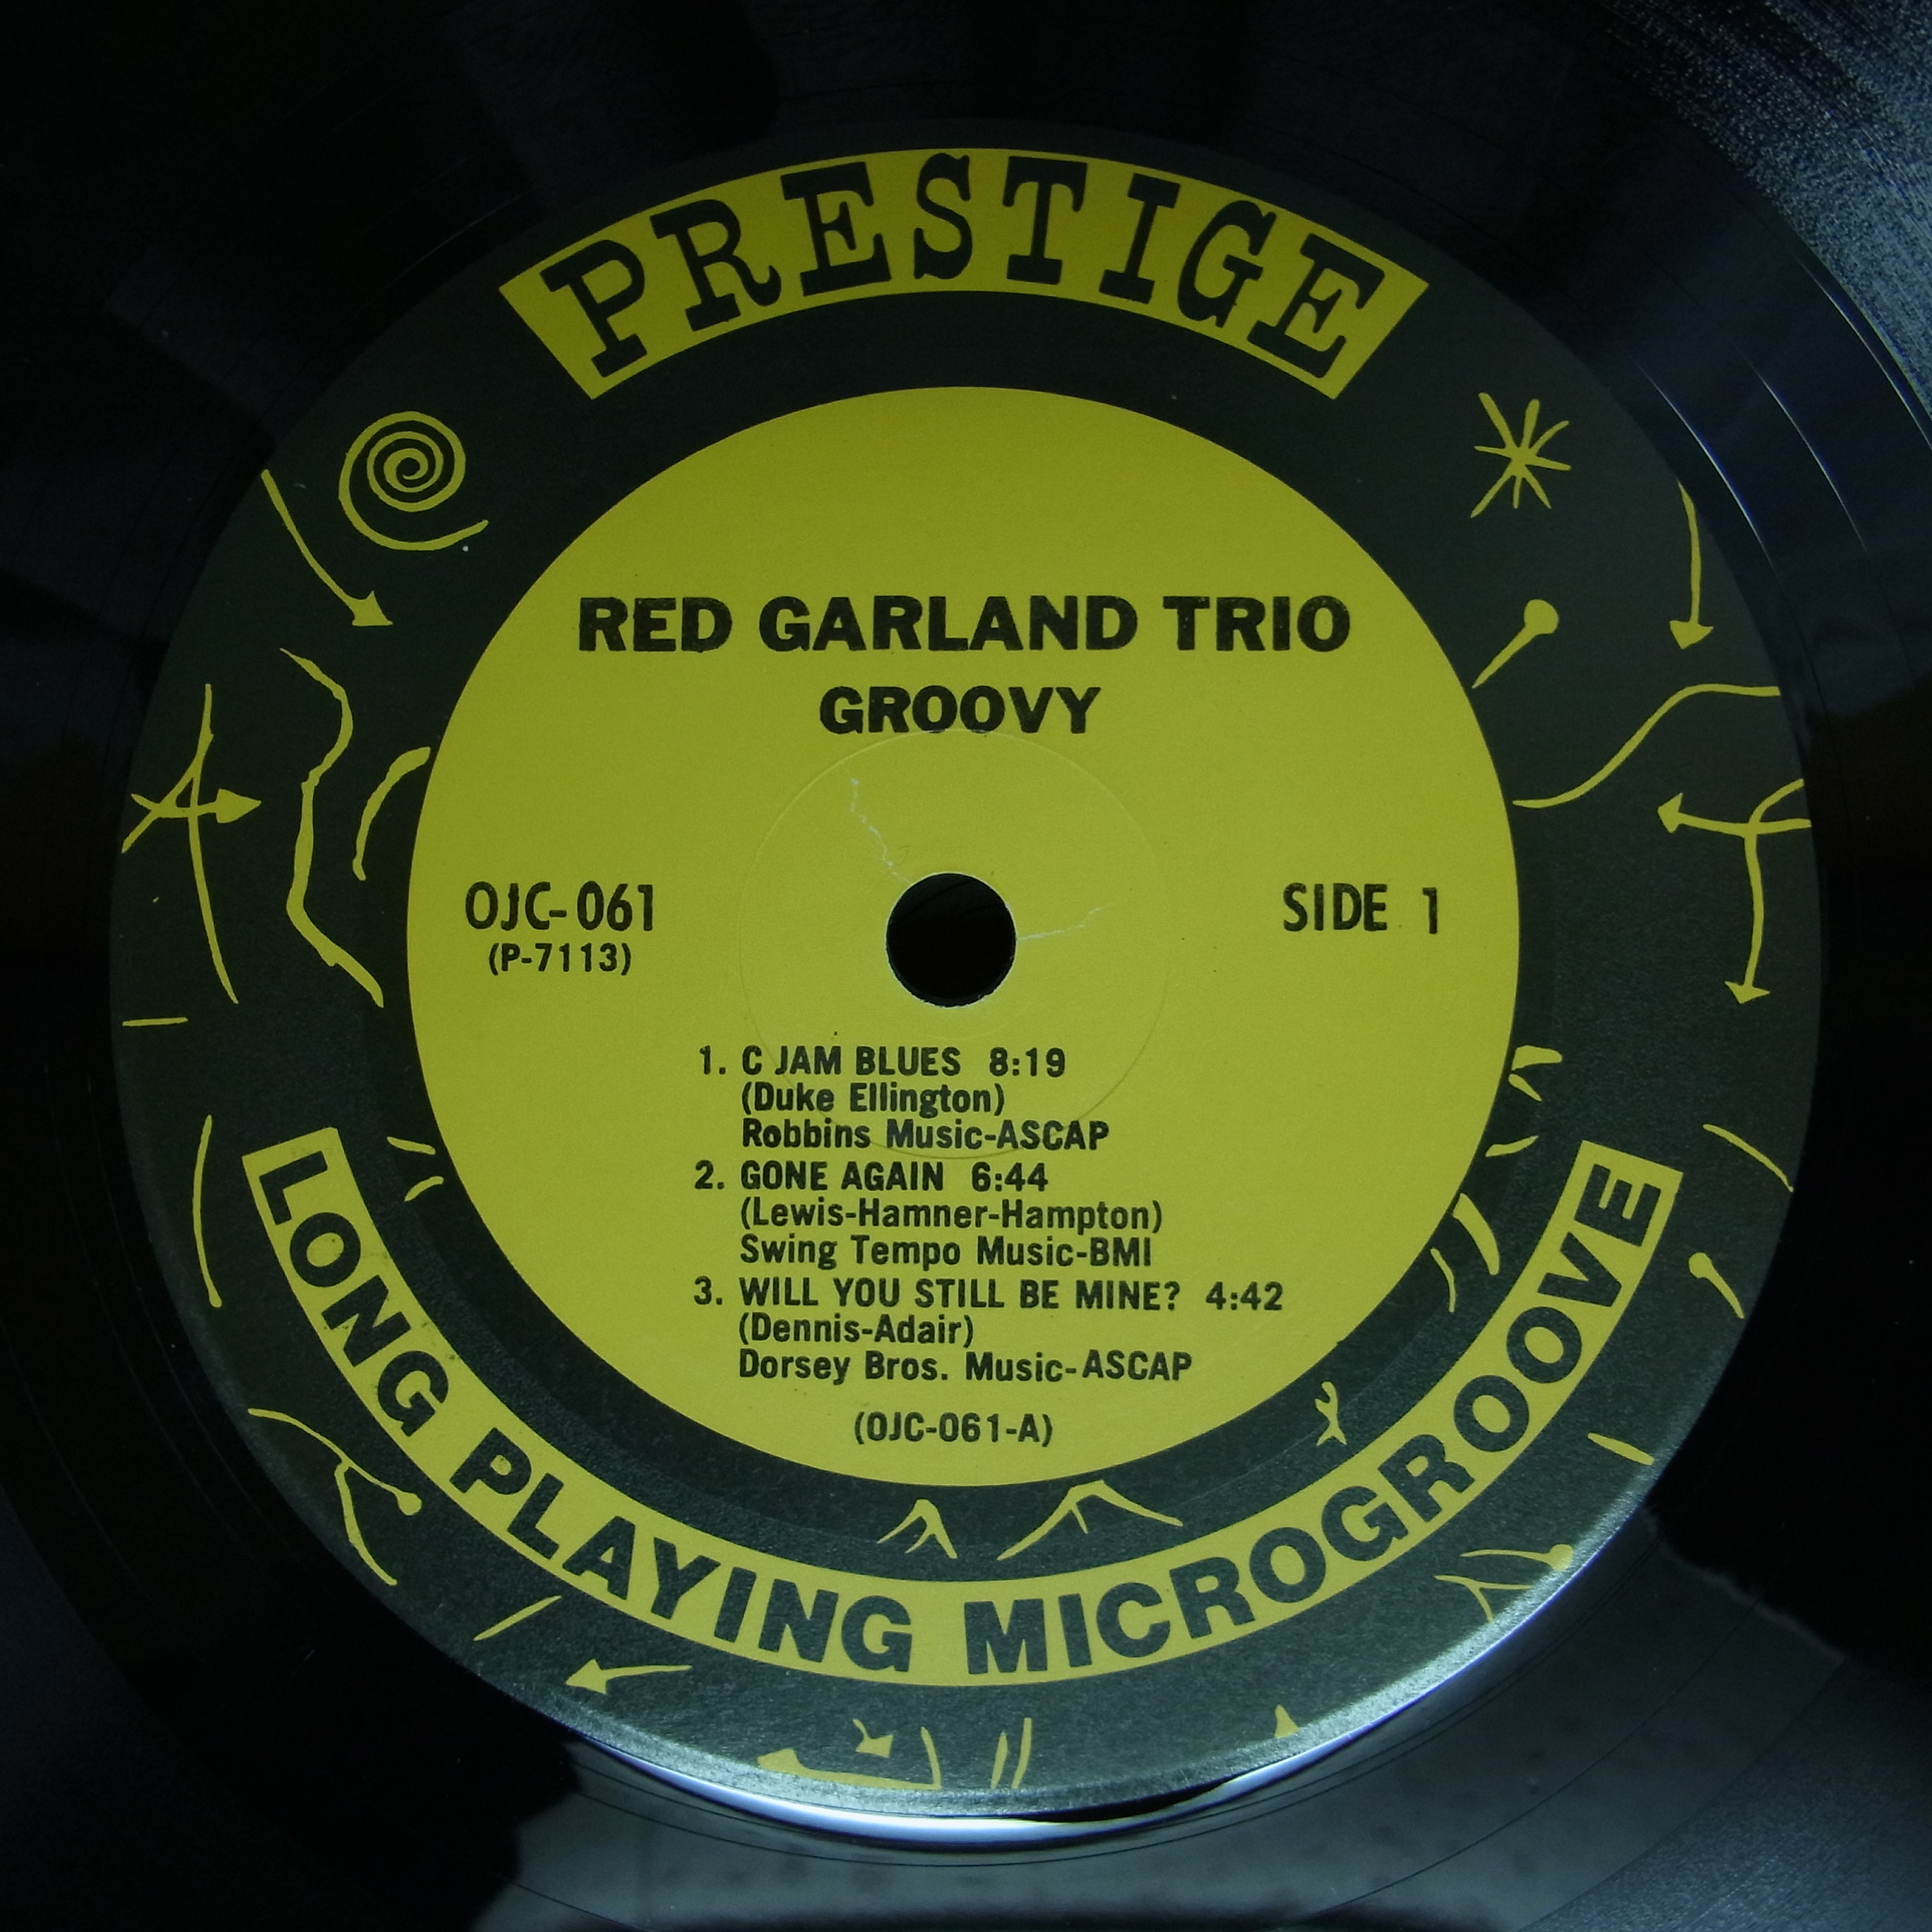 PRESTIGE
RED GARLAND TRIO
GROOVY
OJC-061
(P-7113)
SIDE 1
1. C JAM BLUES 8:19
(Duke Ellington)
Robbins Music-ASCAP
2. GONE AGAIN 6:44
(Lewis-Hamner-Hampton)
Swing Tempo Music-BMI
3. WILL YOU STILL BE MINE? 4:42
(Dennis-Adair)
Dorsey Bros. Music-ASCAP
(OJC-061-A)
LONG PLAYING MICROGROOVE